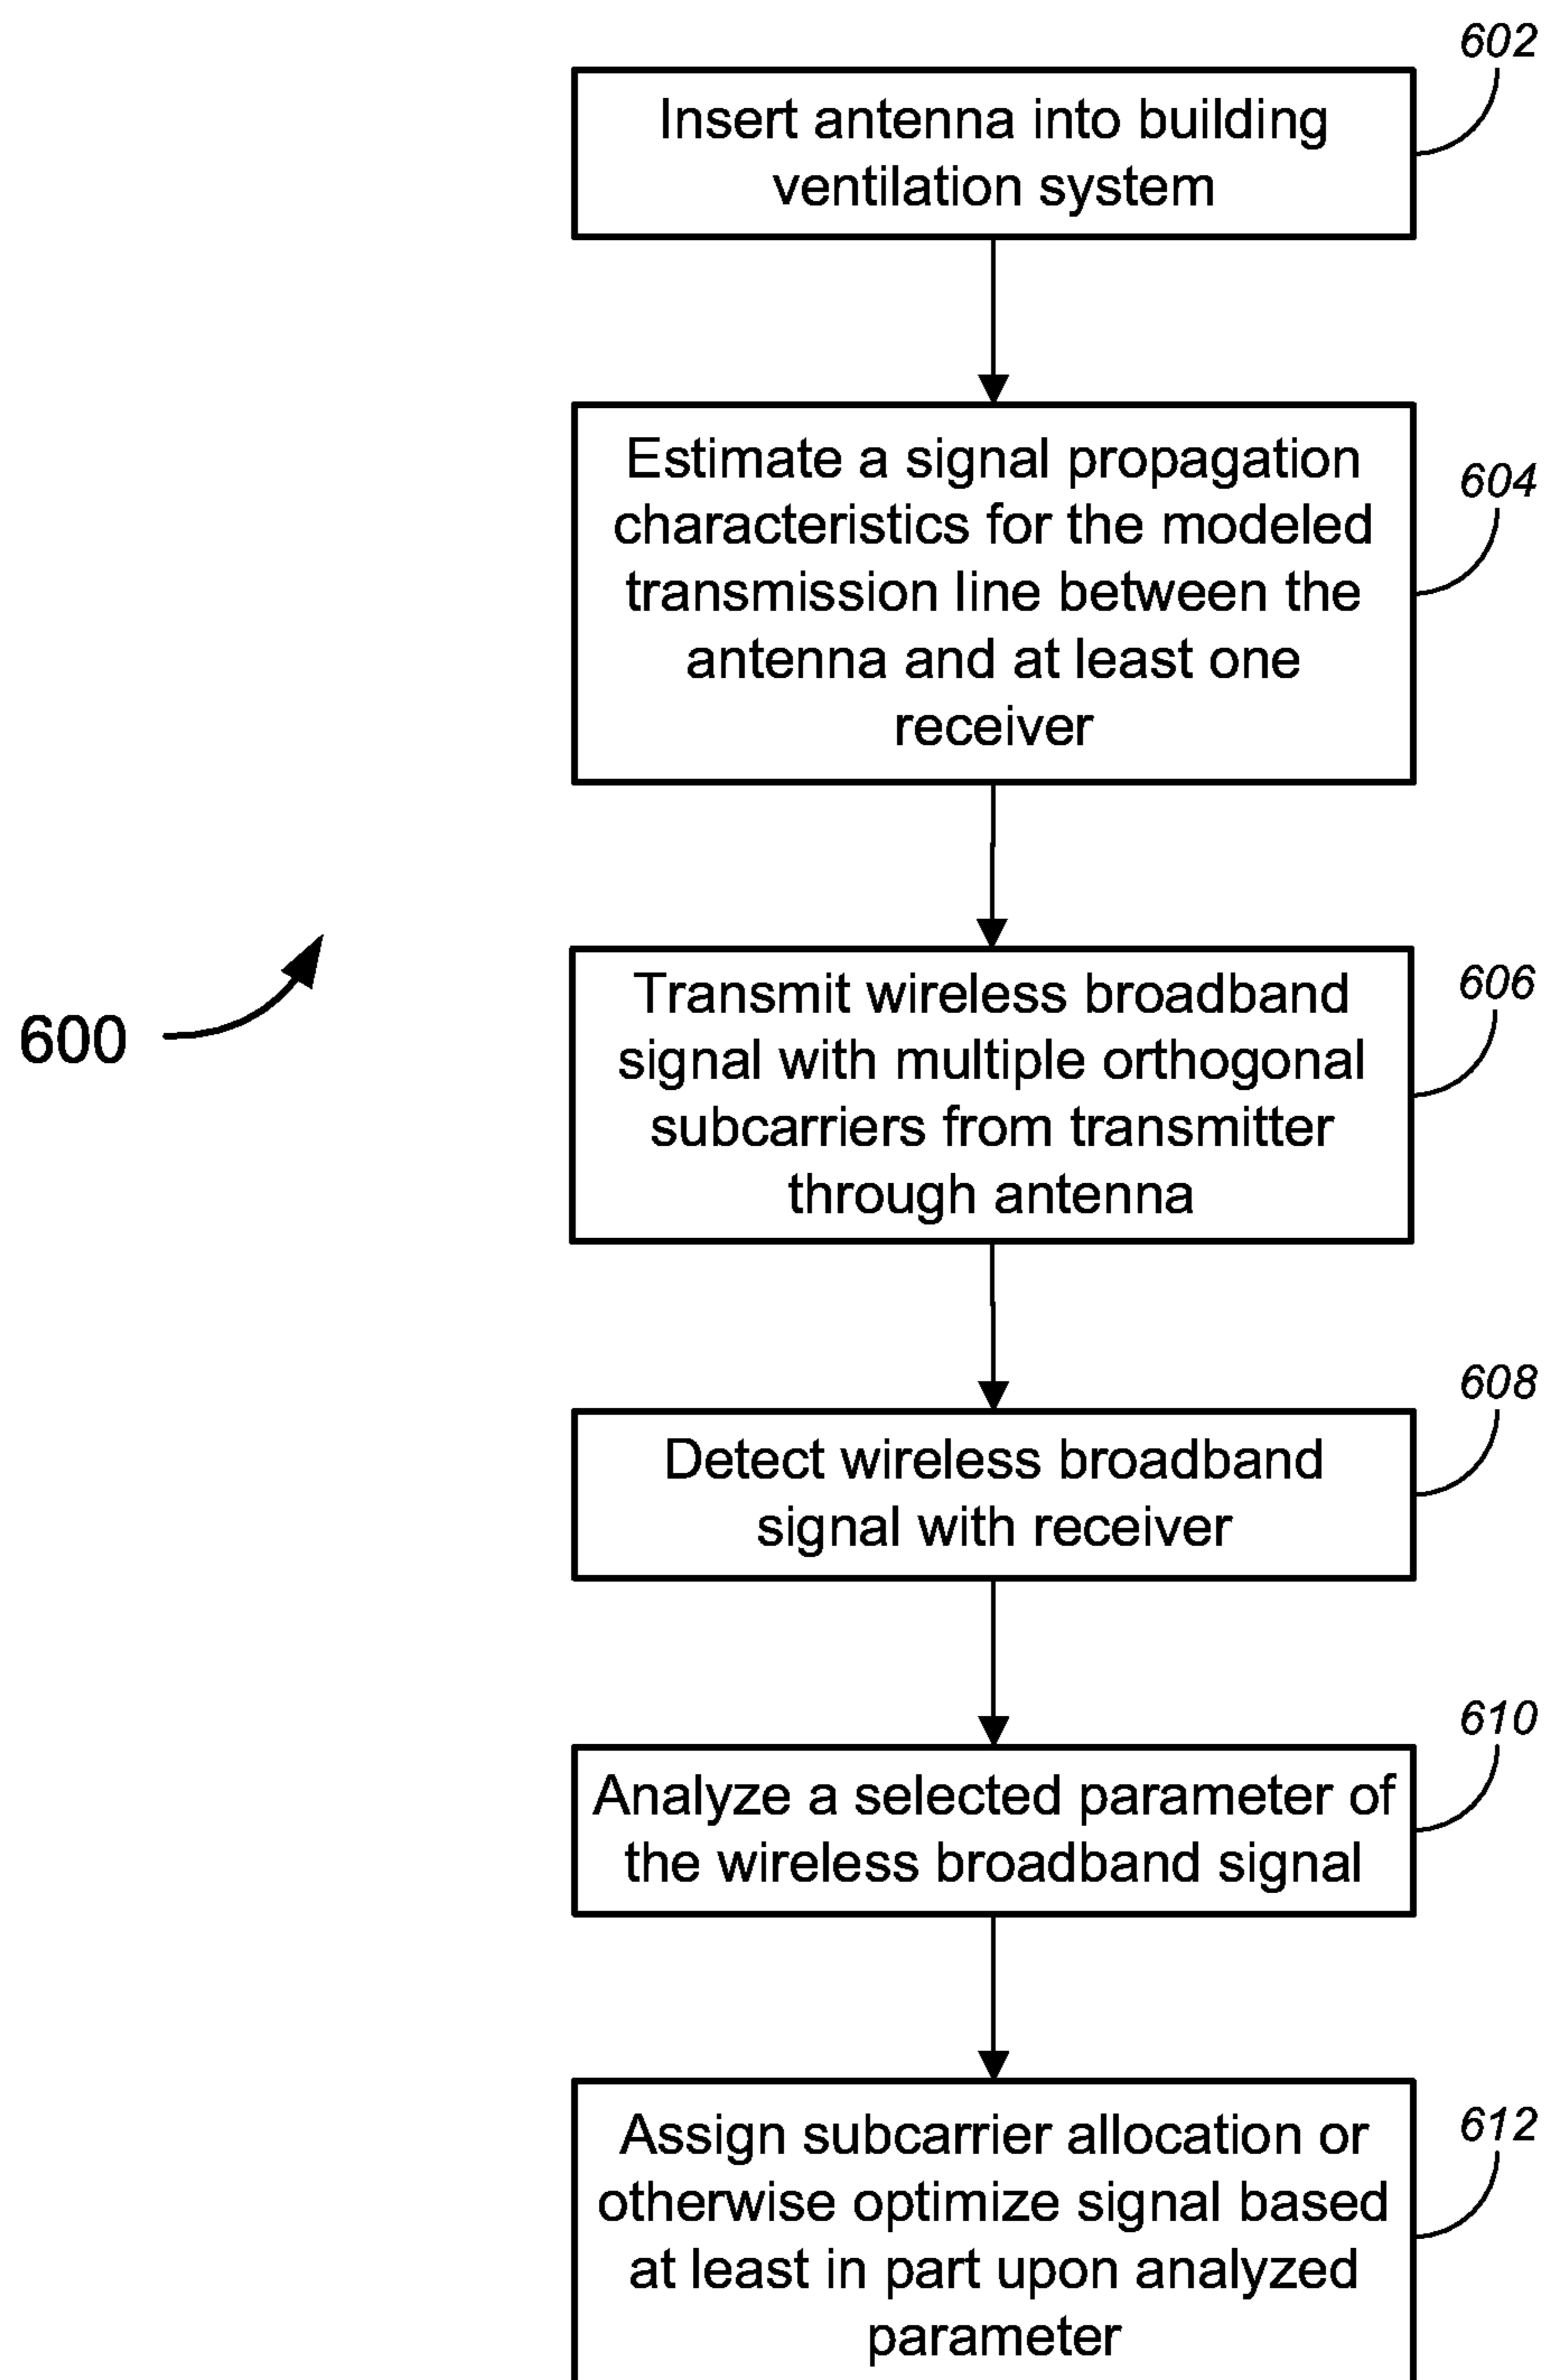 602
Insert antenna into building
ventilation system
Estimate a signal propagation
characteristics for the modeled
transmission line between the
antenna and at least one
receiver
604
600
Transmit wireless broadband
signal with multiple orthogonal
subcarriers from transmitter
through antenna
606
608
Detect wireless broadband
signal with receiver
610
Analyze a selected parameter of
the wireless broadband signal
612
Assign subcarrier allocation or
otherwise optimize signal based
at least in part upon analyzed
parameter